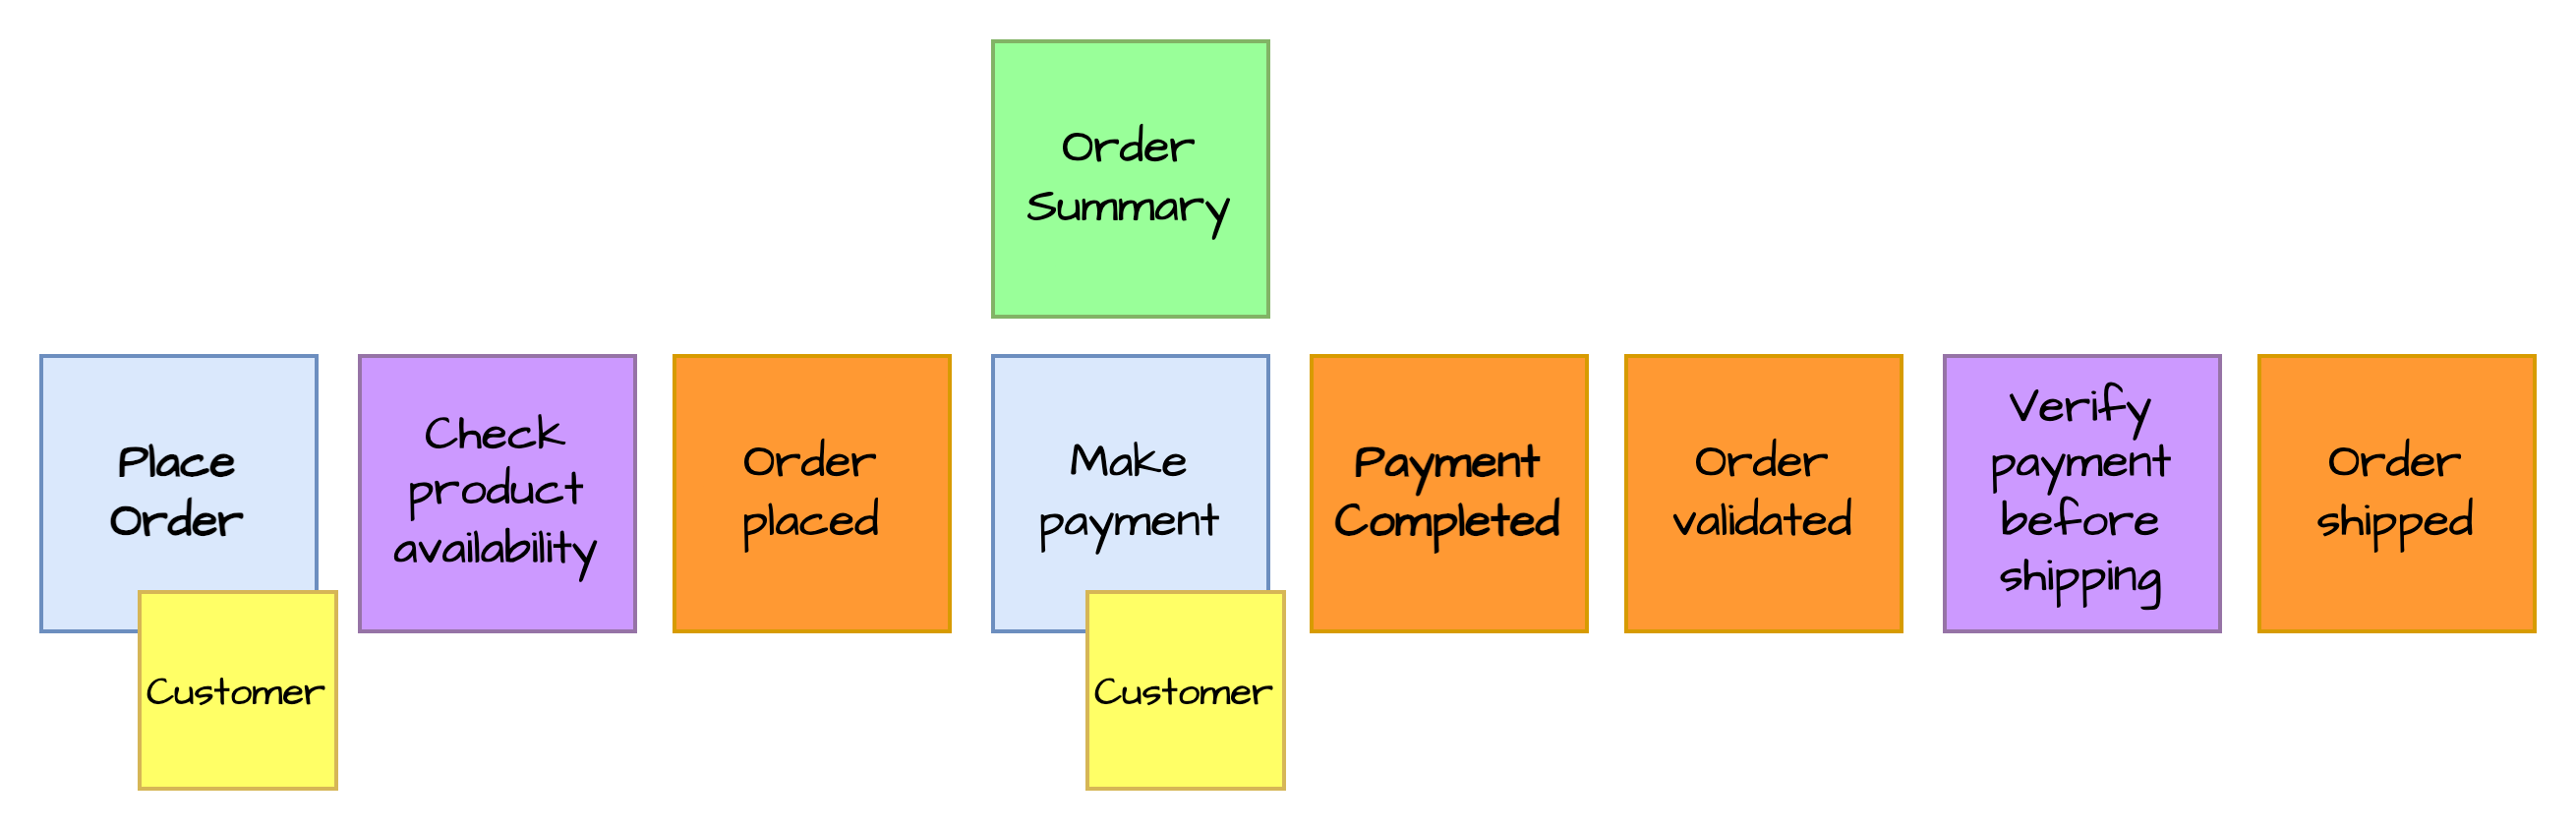 Order
Summary
Place
Order
Customer
Check
product
availability
Order
placed
Make
payment
Customer
Payment
Completed
Order
validated
Verify
payment
before
shipping
Order
shipped